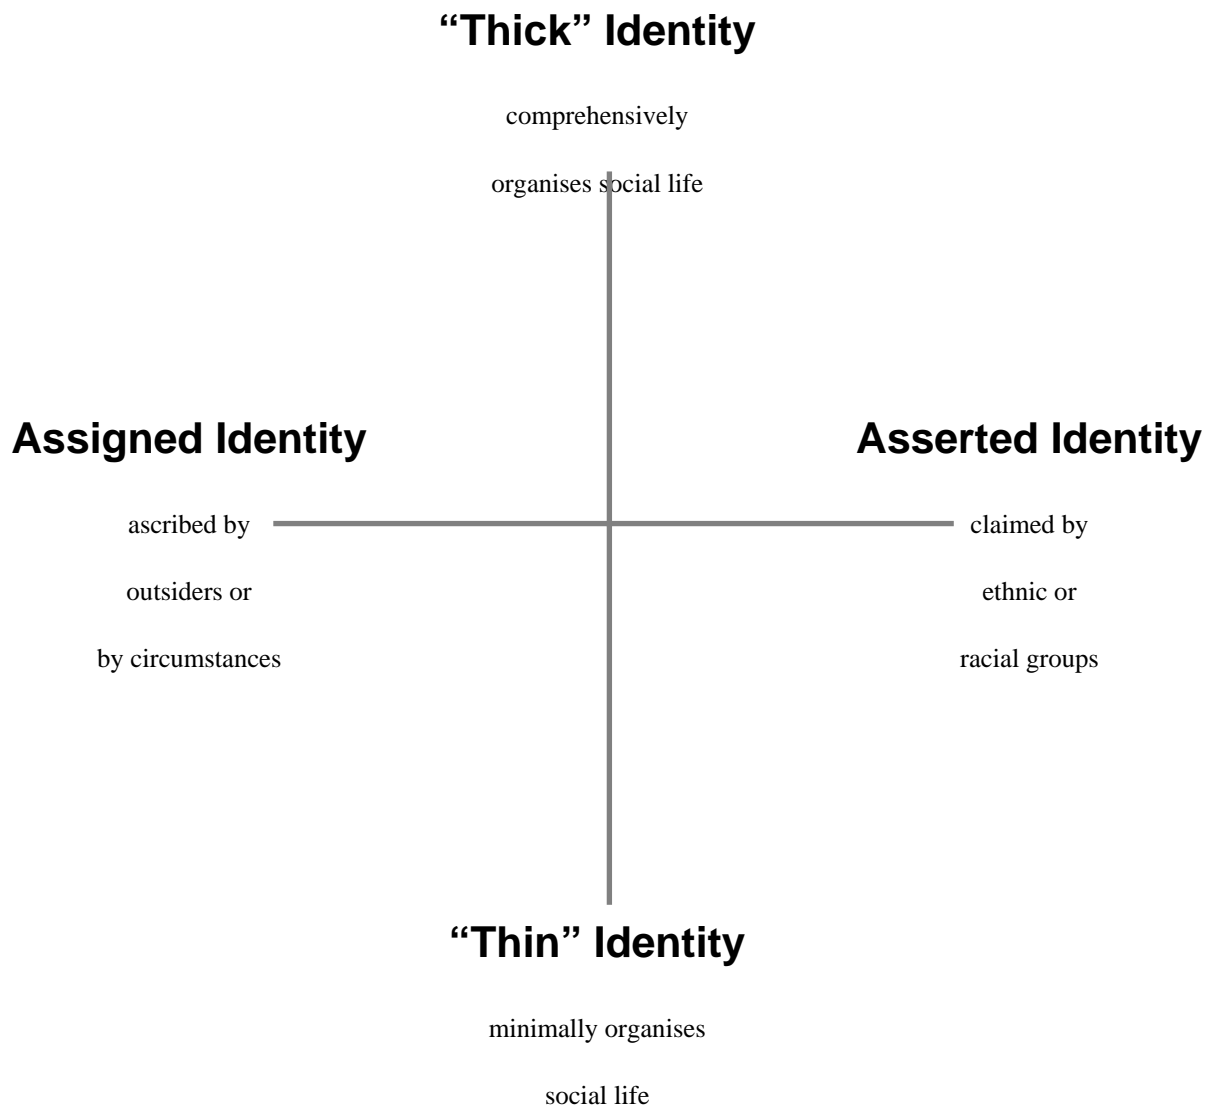 “Thick” Identity
comprehensively
organises social life
Assigned Identity
ascribed by
outsiders or
by circumstances
Asserted Identity
claimed by
ethnic or
racial groups
“Thin” Identity
minimally organises
social life